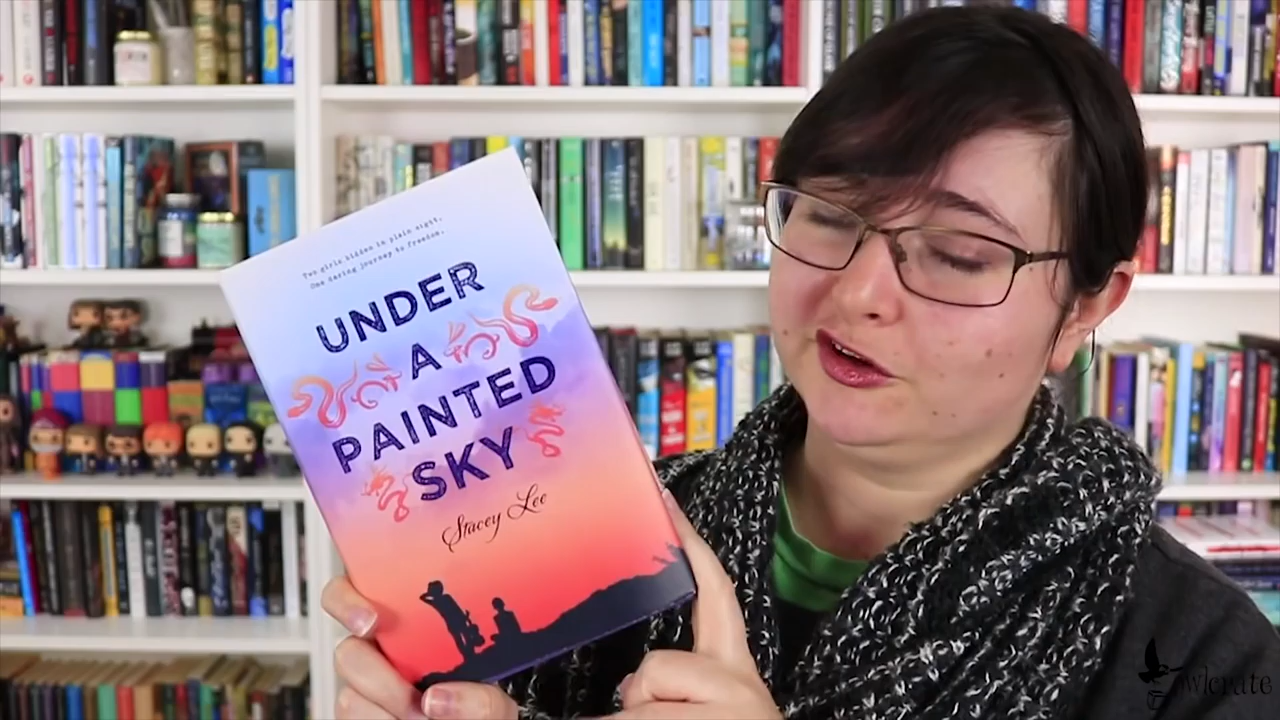 Two girls hidden in plain sight.
One daring journey to freedom.
UNDER
A
PAINTED
SKY
Stacey Lee
Owlcrate